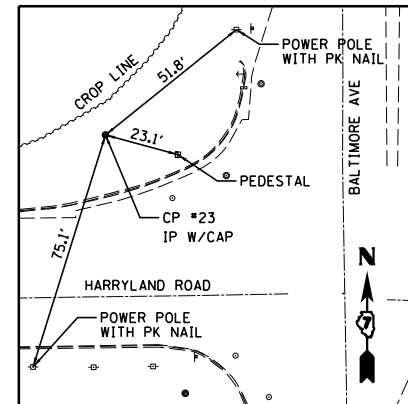 POWER POLE
WITH PK NAIL
CROP LINE
51.8'
BALTIMORE AVE
23.1'
PEDESTAL
CP #23
IP W/CAP
75.1'
N
HARRYLAND ROAD
7
POWER POLE
WITH PK NAIL